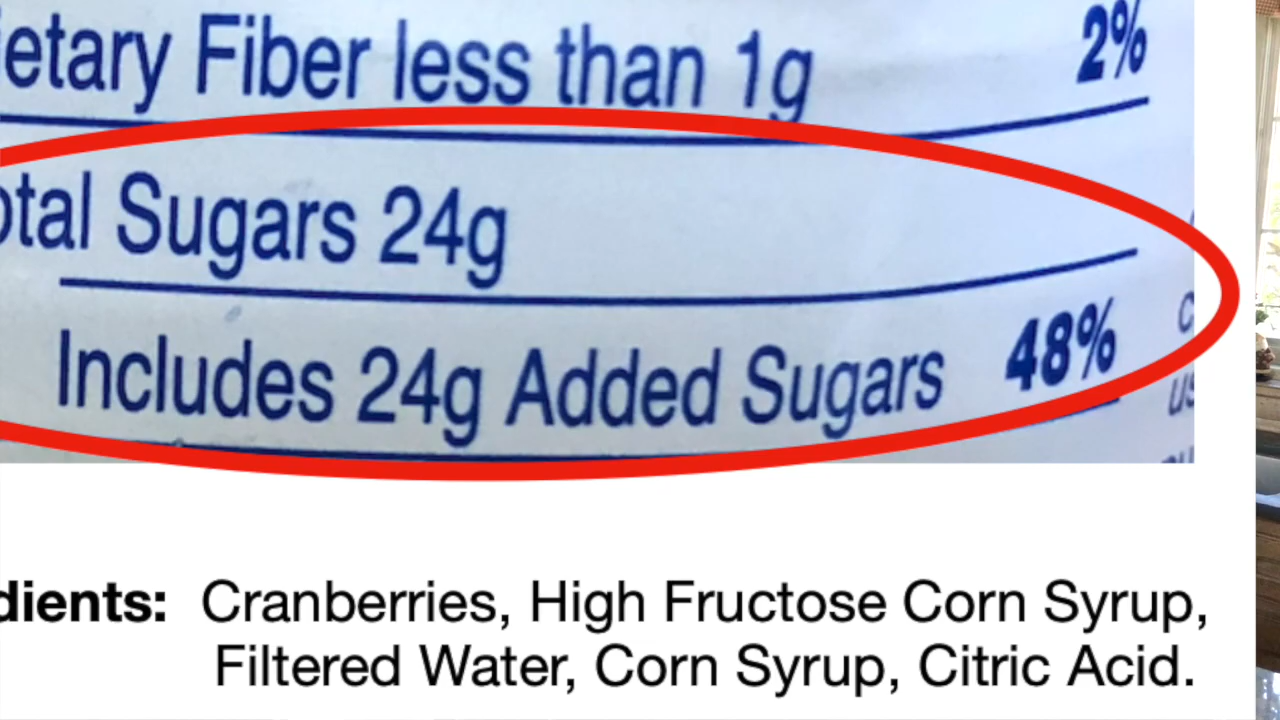 etary Fiber less than 1g 2%
otal Sugars 24g
Includes 24g Added Sugars 48%
dients: Cranberries, High Fructose Corn Syrup,
Filtered Water, Corn Syrup, Citric Acid.